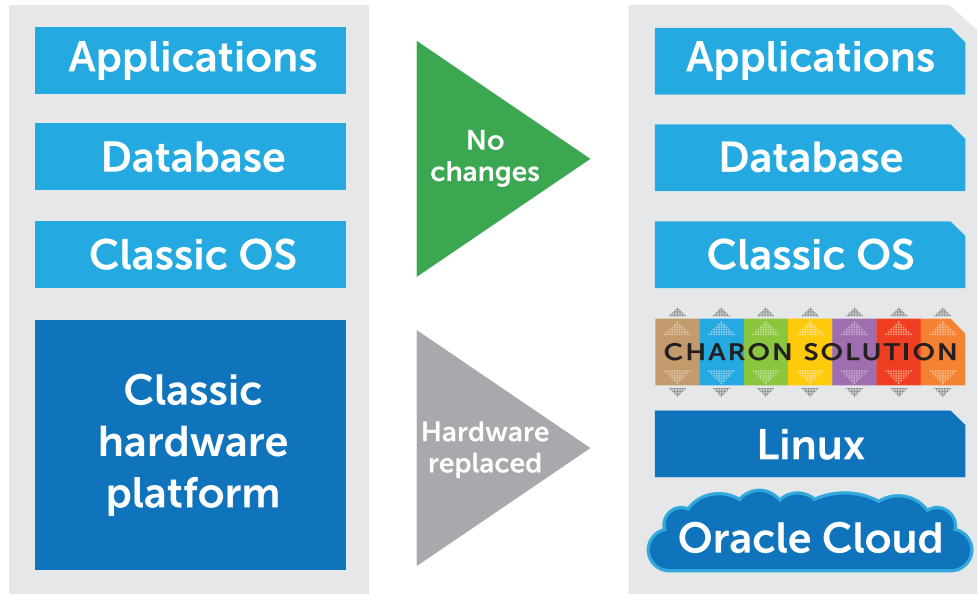 Applications
Database
Classic OS
Classic
hardware
platform
No
changes
Hardware
replaced
Applications
Database
Classic OS
CHARON SOLUTION
Linux
Oracle Cloud